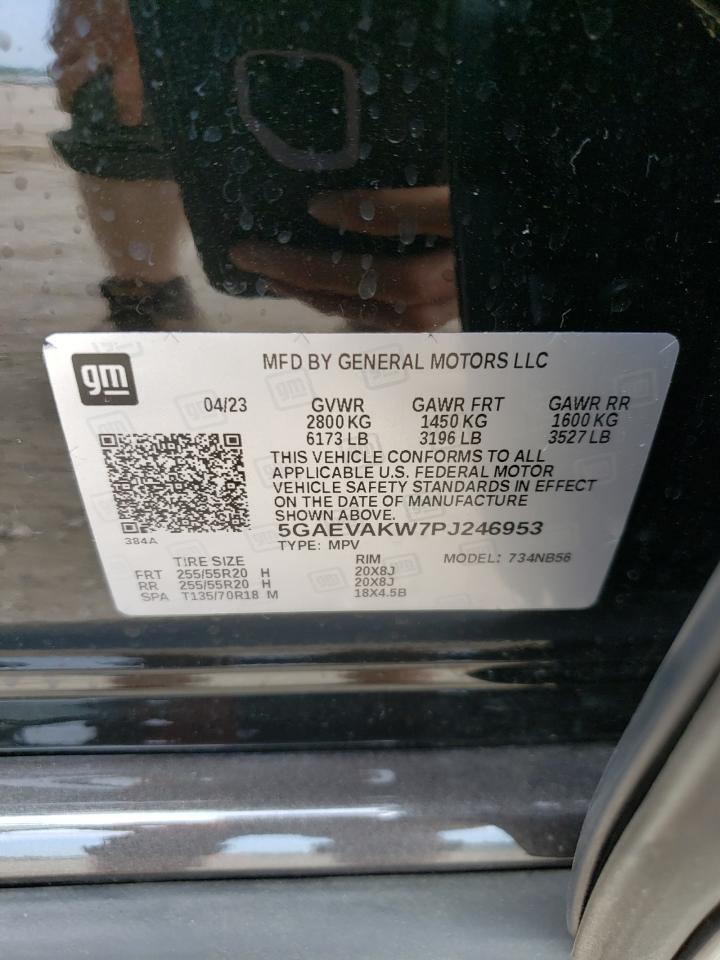 gm
MFD BY GENERAL MOTORS LLC
04/23 GVWR GAWR FRT GAWR RR
2800 KG 1450 KG 1600 KG
6173 LB 3196 LB 3527 LB
THIS VEHICLE CONFORMS TO ALL
APPLICABLE U.S. FEDERAL MOTOR
VEHICLE SAFETY STANDARDS IN EFFECT
ON THE DATE OF MANUFACTURE
SHOWN ABOVE.
384A
5GAEVAKW7PJ246953
TYPE: MPV MODEL: 734NB56
TIRE SIZE RIM
FRT 255/55R20 H 20X8J
RR 255/55R20 H 20X8J
SPA T135/70R18 M 18X4.5B